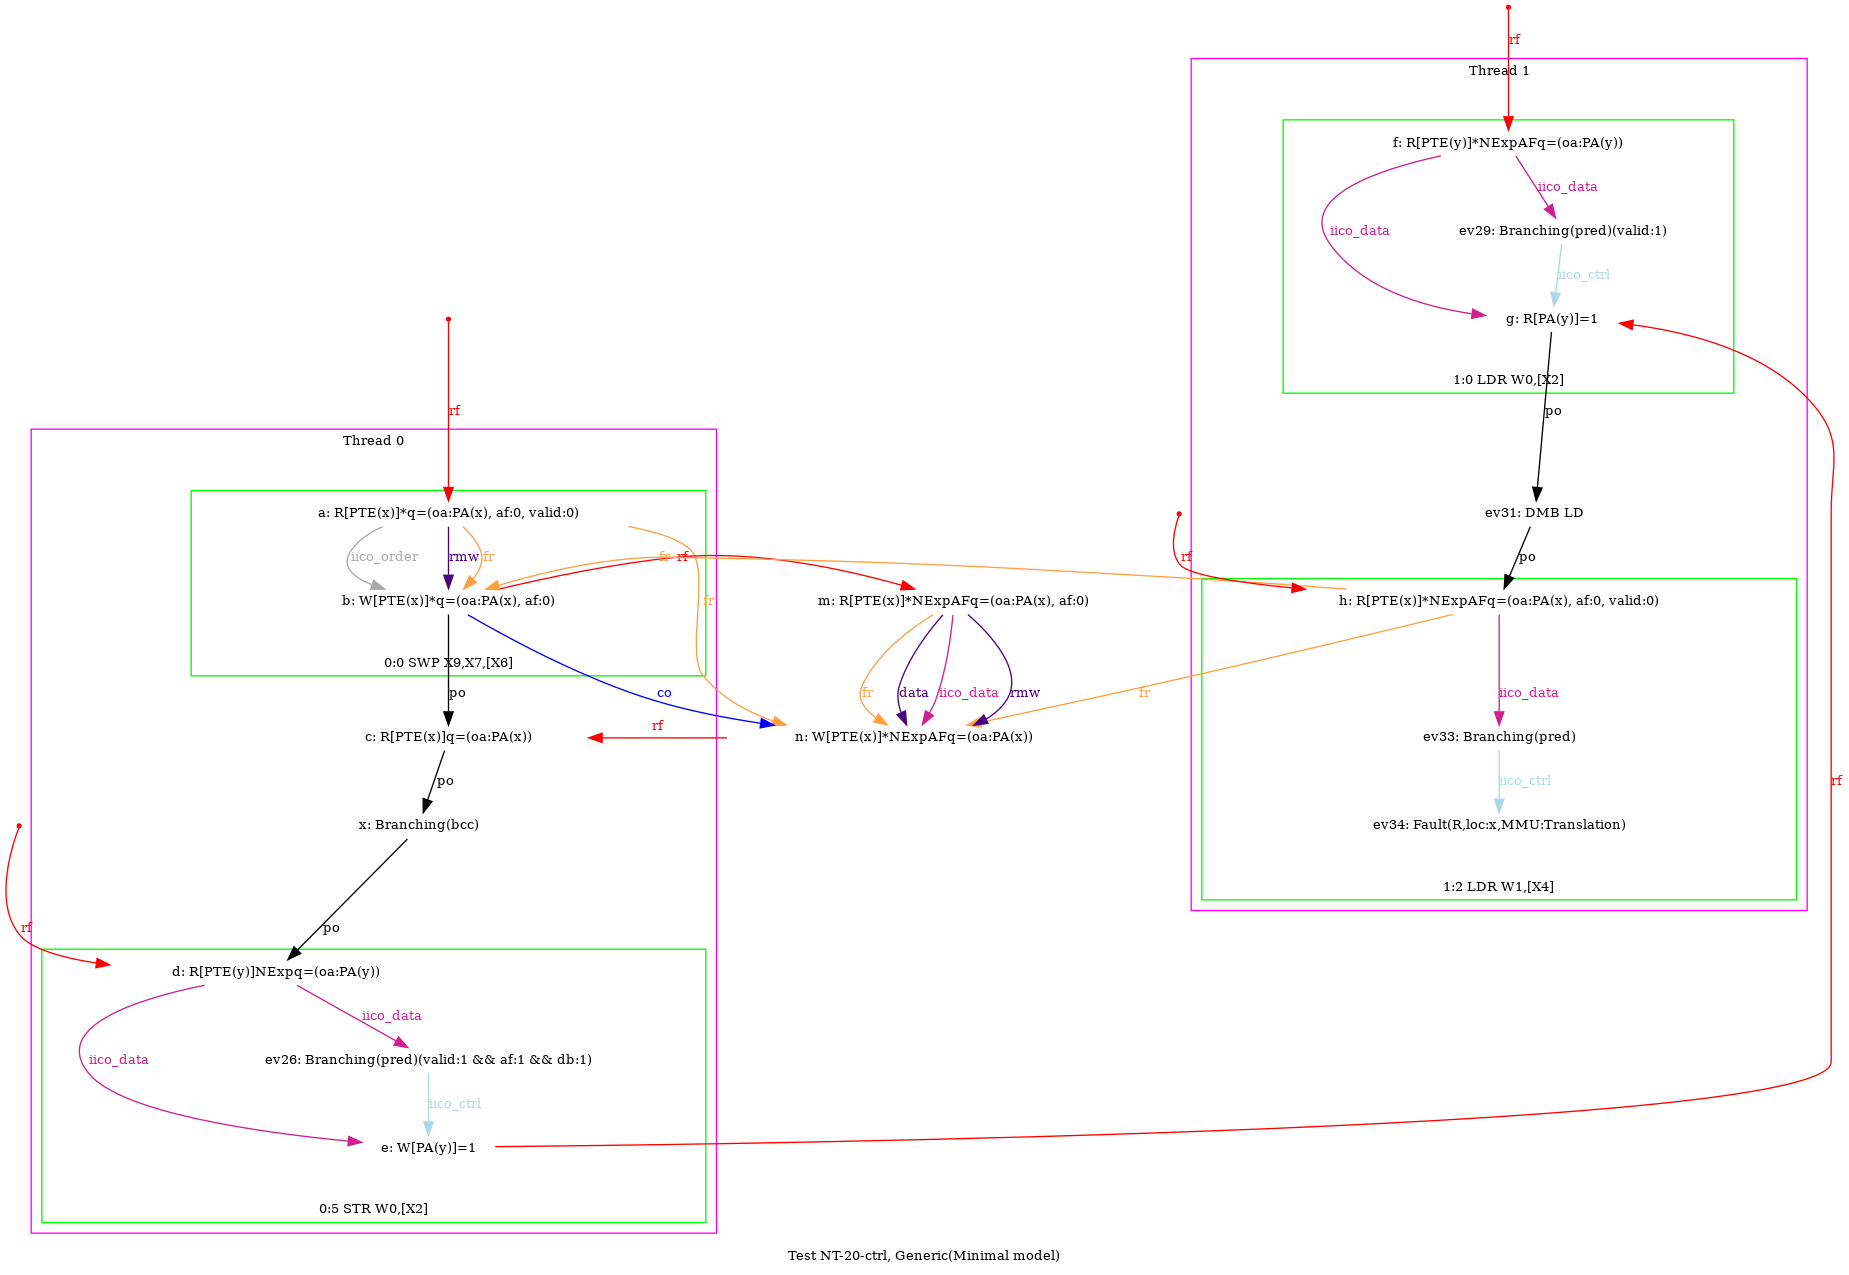 rf
Thread 1
f: R[PTE(y)]*NExpAFq=(oa:PA(y))
iico_data
iico_data
ev29: Branching(pred)(valid:1)
iico_ctrl
g: R[PA(y)]=1
1:0 LDR W0,[X2]
po
rf
Thread 0
a: R[PTE(x)]*q=(oa:PA(x), af:0, valid:0)
ev31: DMB LD
iico_order
rmw
fr
fr
rf
rf
po
b: W[PTE(x)]*q=(oa:PA(x), af:0)
fr
m: R[PTE(x)]*NExpAFq=(oa:PA(x), af:0)
h: R[PTE(x)]*NExpAFq=(oa:PA(x), af:0, valid:0)
0:0 SWP X9,X7,[X6]
po
co
fr
data
iico_data
rmw
fr
iico_data
rf
c: R[PTE(x)]q=(oa:PA(x))
n: W[PTE(x)]*NExpAFq=(oa:PA(x))
ev33: Branching(pred)
po
iico_ctrl
rf
x: Branching(bcc)
ev34: Fault(R,loc:x,MMU:Translation)
1:2 LDR W1,[X4]
rf
po
d: R[PTE(y)]NExpq=(oa:PA(y))
iico_data
iico_data
ev26: Branching(pred)(valid:1 && af:1 && db:1)
iico_ctrl
e: W[PA(y)]=1
0:5 STR W0,[X2]
Test NT-20-ctrl, Generic(Minimal model)